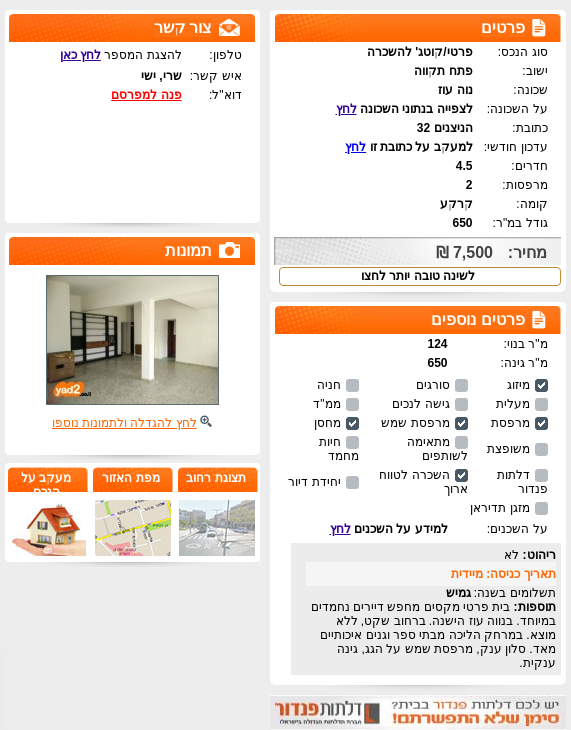 פרטים
סוג הנכס: פרטי/קוטג' להשכרה
ישוב: פתח תקווה
שכונה: נוה עוז
על השכונה: לצפייה בנתוני השכונה לחץ
כתובת: הניצנים 32
עדכון חודשי: למעקב על כתובת זו לחץ
חדרים: 4.5
מרפסות: 2
קומה: קרקע
גודל במ"ר: 650
מחיר: 7,500 ₪
לשינה טובה יותר לחצו
צור קשר
טלפון: להצגת המספר לחץ כאן
איש קשר: שרי, ישי
דוא"ל: פנה למפרסם
תמונות
yad2
לחץ להגדלה ולתמונות נוספו
תצוגת רחוב
מפת האזור
מעקב על הנכס
פרטים נוספים
מ"ר בנוי: 124
מ"ר גינה: 650
מיזוג סורגים חניה
מעלית גישה לנכים ממ"ד
מרפסת מרפסת שמש מחסן
משופצת מתאימה לשותפים חיות מחמד
דלתות פנדור השכרה לטווח ארוך יחידת דיור
מזגן תדיראן
על השכנים: למידע על השכנים לחץ
ריהוט: לא
תאריך כניסה: מיידית
תשלומים בשנה: גמיש
תוספות: בית פרטי מקסים מחפש דיירים נחמדים
במיוחד. בנווה עוז הישנה. ברחוב שקט, ללא
מוצא. במרחק הליכה מבתי ספר וגנים איכותיים
מאד. סלון ענק, מרפסת שמש על הגג, גינה
ענקית.
יש לכם דלתות פנדור בבית?
סימן שלא התפשרתם!
דלתות פנדור
חברת הדלתות הגדולה בישראל